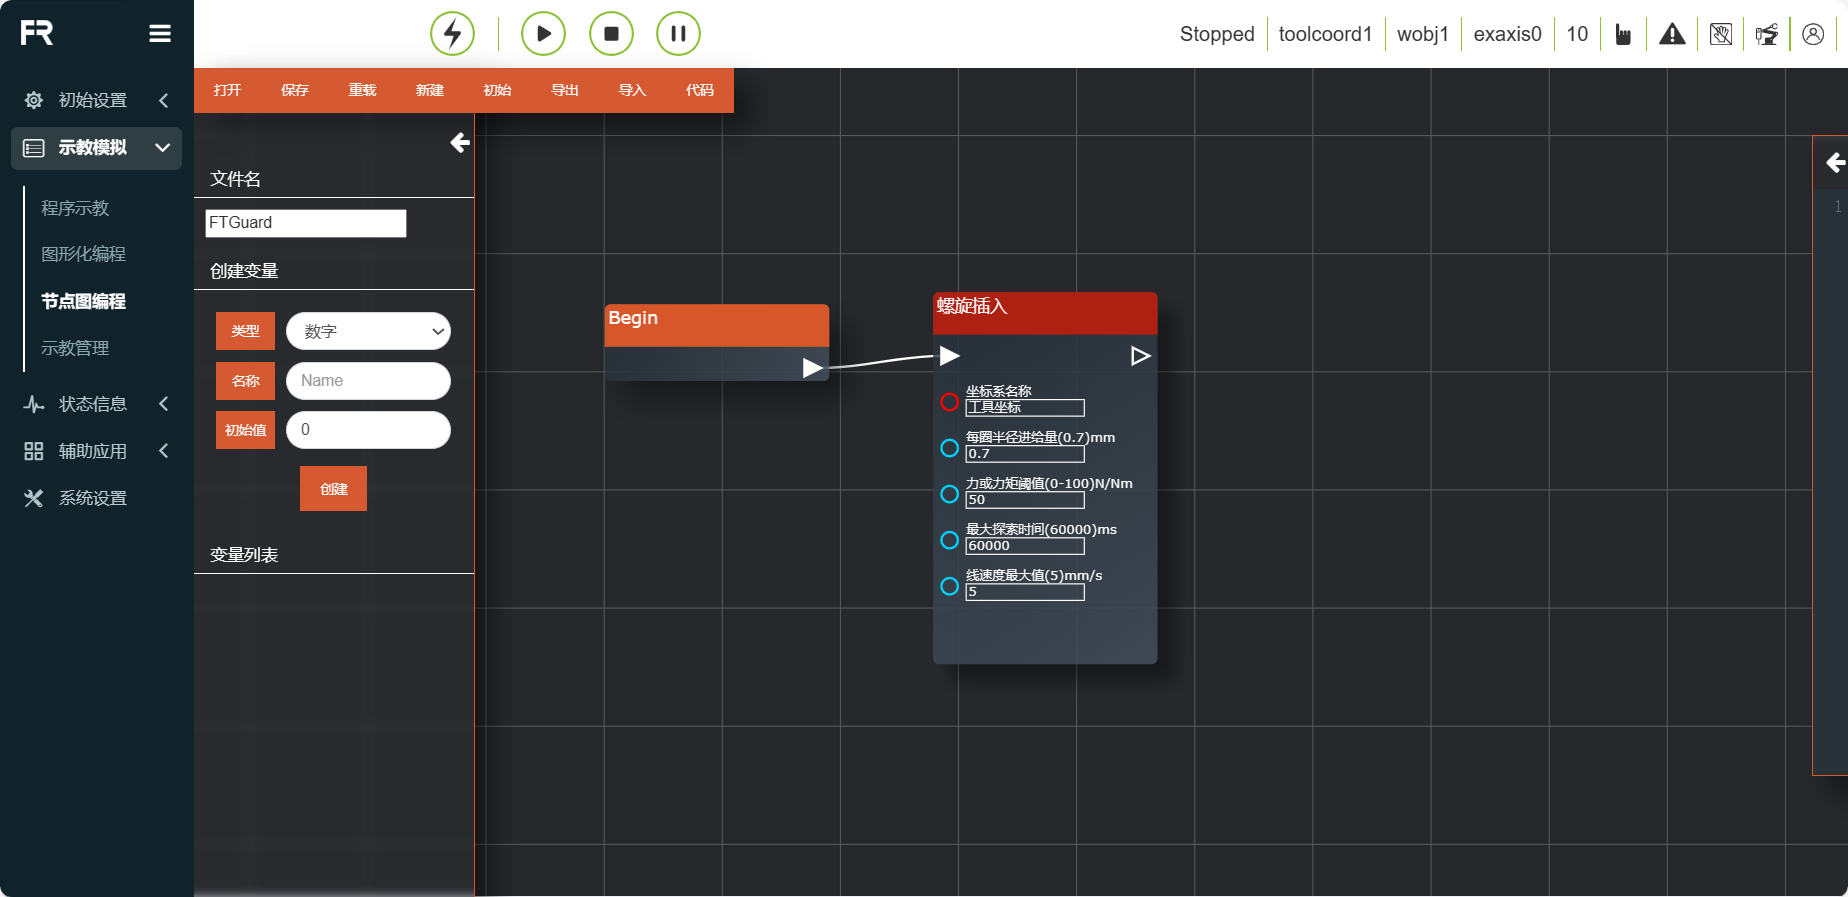 FR
Stopped
toolcoord1
wobj1
exaxis0
10
初始设置
示教模拟
程序示教
图形化编程
节点图编程
示教管理
状态信息
辅助应用
系统设置
打开
保存
重载
新建
初始
导出
导入
代码
文件名
FTGuard
创建变量
类型
数字
名称
Name
初始值
0
创建
变量列表
Begin
螺旋插入
坐标系名称
工具坐标
每圈半径进给量(0.7)mm
0.7
力或力矩阈值(0-100)N/Nm
50
最大探索时间(60000)ms
60000
线速度最大值(5)mm/s
5
1